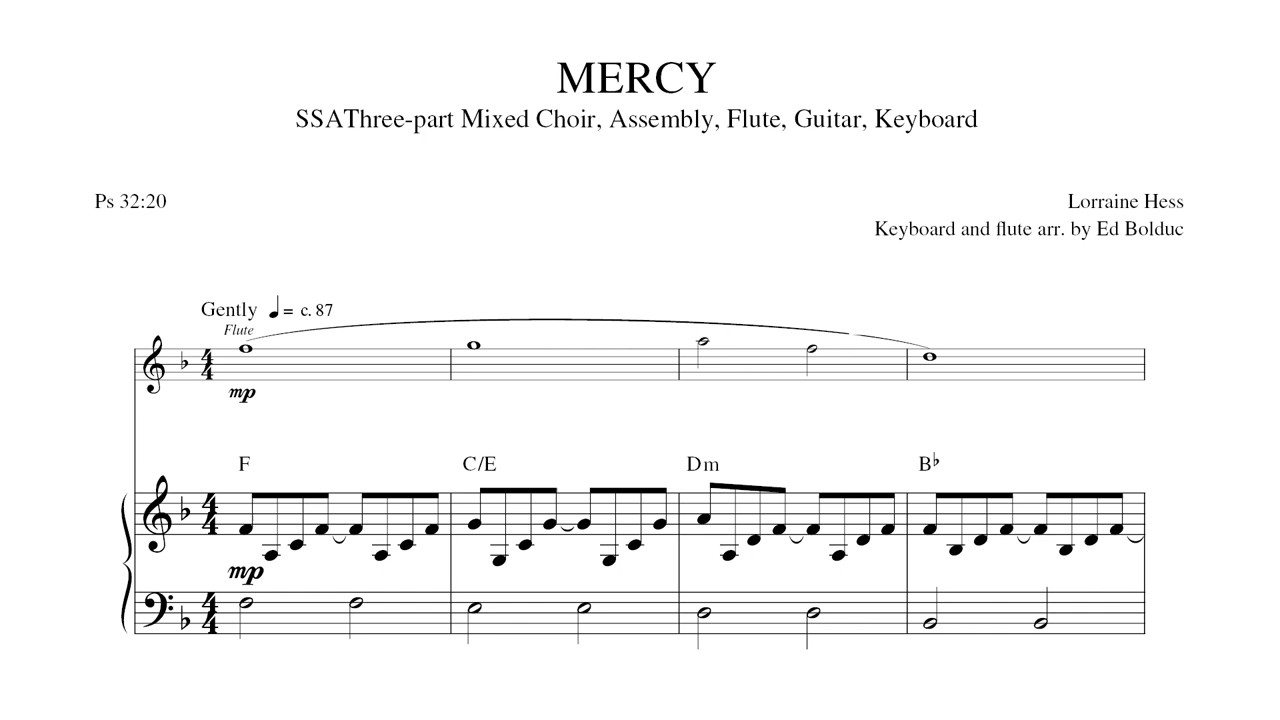 MERCY
SSAThree-part Mixed Choir, Assembly, Flute, Guitar, Keyboard
Ps 32:20
Lorraine Hess
Keyboard and flute arr. by Ed Bolduc
Gently ♩ = c. 87
Flute
mp
F C/E Dm B♭
mp